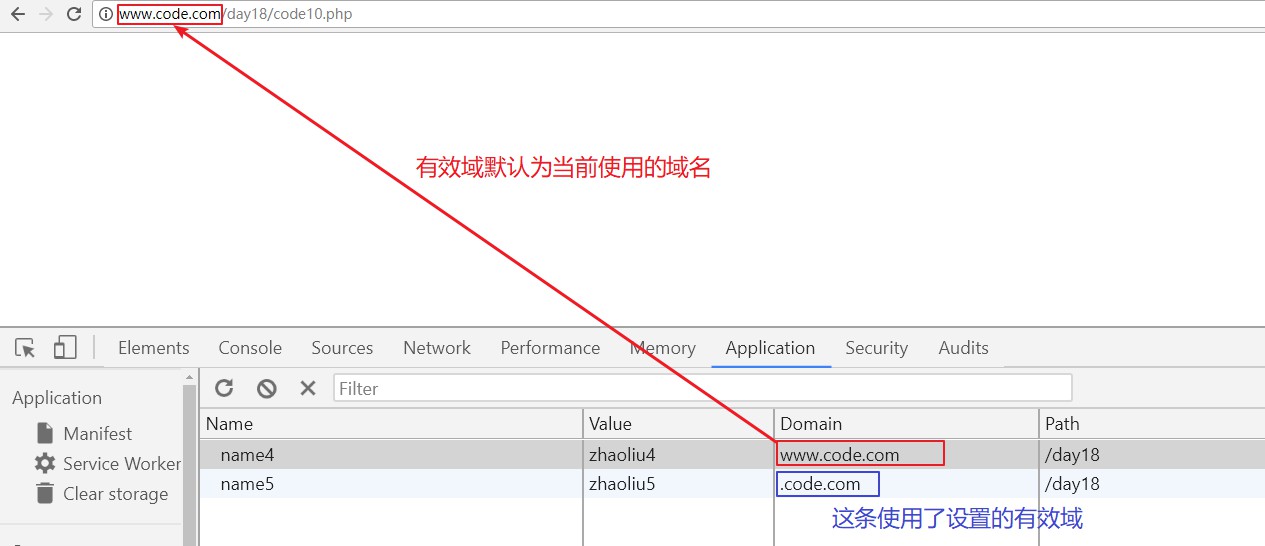 www.code.com/day18/code10.php
有效域默认为当前使用的域名
Elements Console Sources Network Performance Memory Application Security Audits
Application
Filter
Manifest
Service Worker
Clear storage
Name Value Domain Path
name4 zhaoliu4 www.code.com /day18
name5 zhaoliu5 .code.com /day18
这条使用了设置的有效域